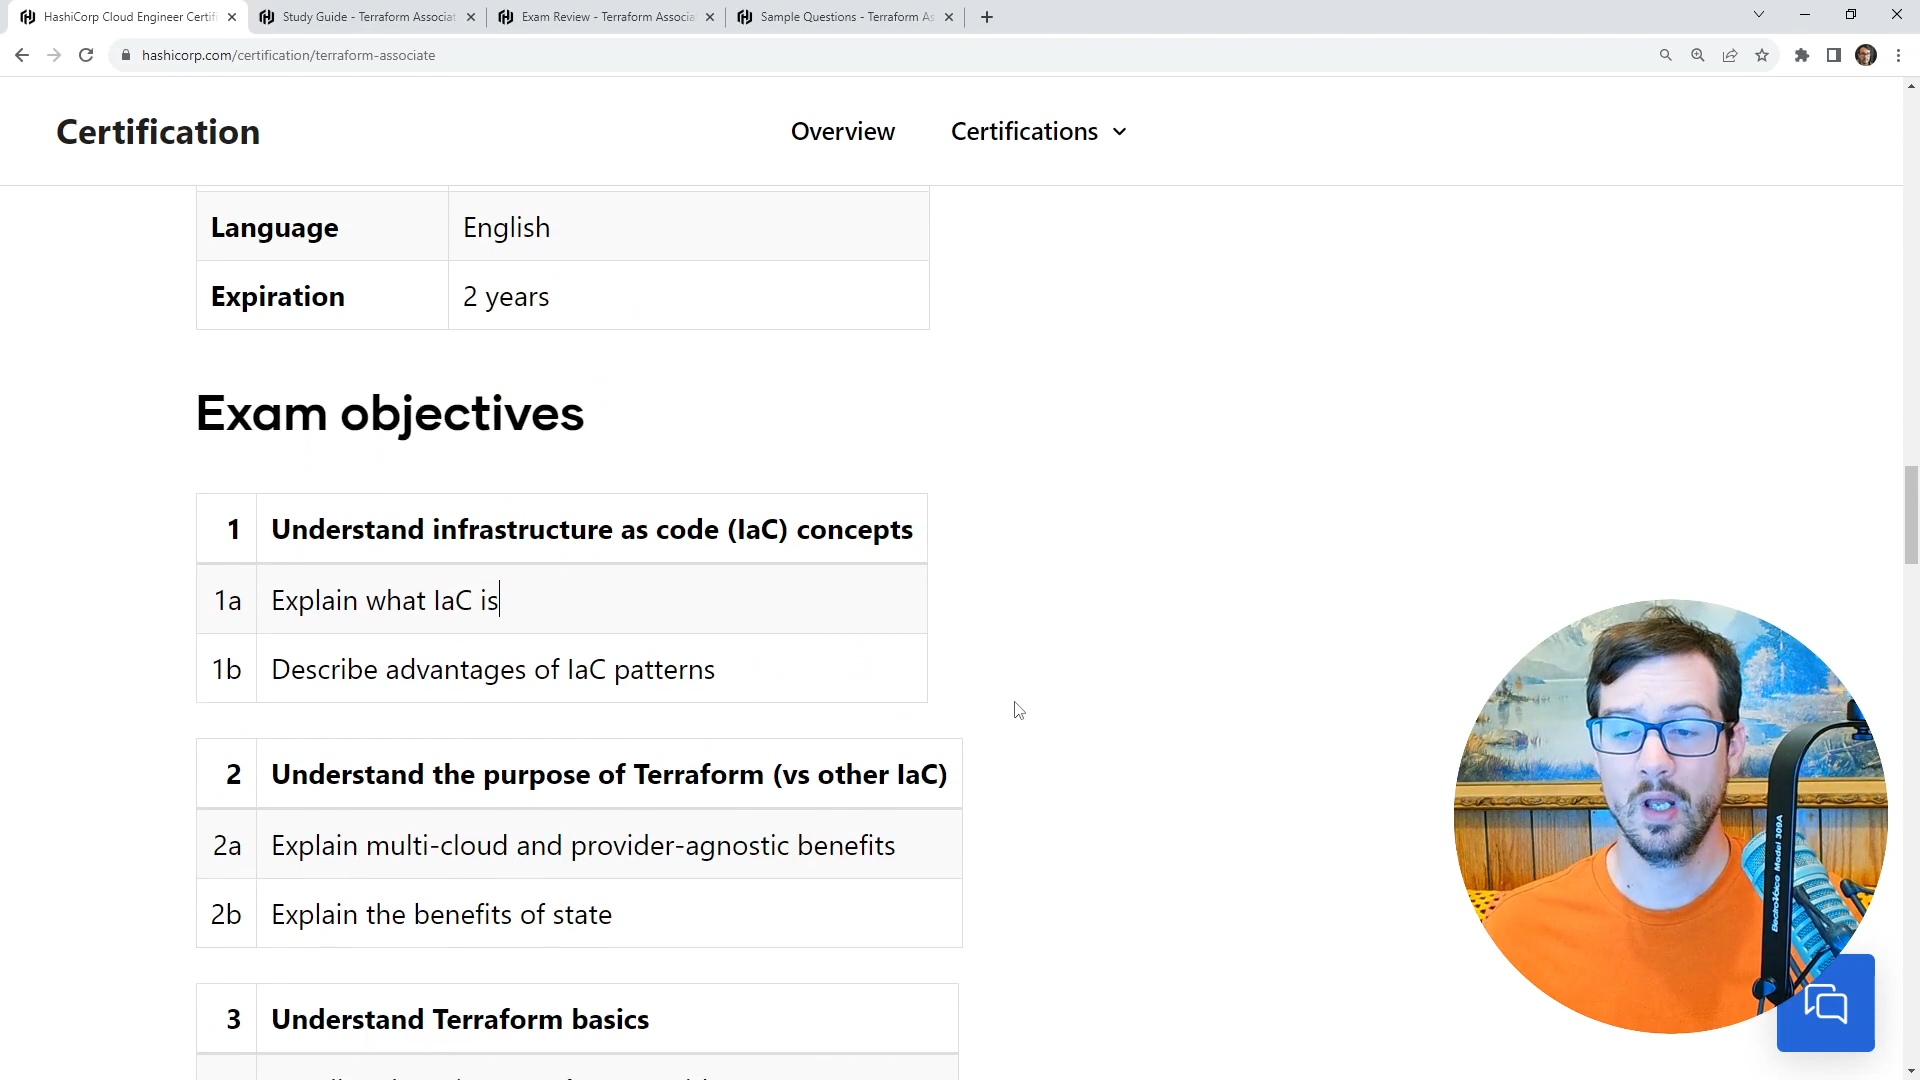 HashiCorp Cloud Engineer Certifi
Study Guide - Terraform Associat
Exam Review - Terraform Associa
Sample Questions - Terraform As
hashicorp.com/certification/terraform-associate
Certification
Overview
Certifications
Language
English
Expiration
2 years
Exam objectives
1 Understand infrastructure as code (IaC) concepts
1a Explain what IaC is
1b Describe advantages of IaC patterns
2 Understand the purpose of Terraform (vs other IaC)
2a Explain multi-cloud and provider-agnostic benefits
2b Explain the benefits of state
3 Understand Terraform basics
ElectroVoice Model 309A